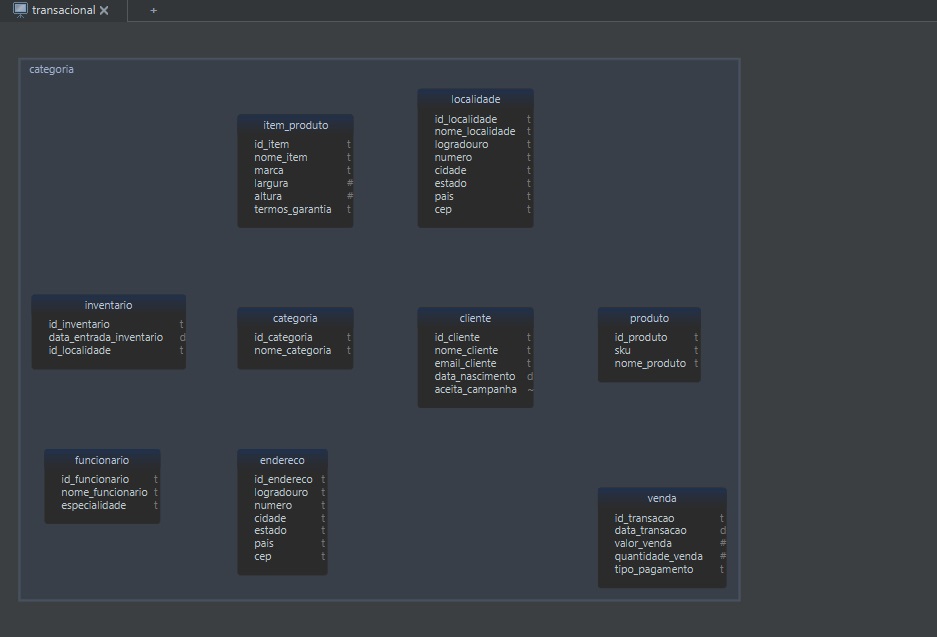 transacional
+
categoria
item_produto
id_item t
nome_item t
marca t
largura #
altura #
termos_garantia t
localidade
id_localidade t
nome_localidade t
logradouro t
numero t
cidade t
estado t
pais t
cep t
inventario
id_inventario t
data_entrada_inventario d
id_localidade t
categoria
id_categoria t
nome_categoria t
cliente
id_cliente t
nome_cliente t
email_cliente t
data_nascimento d
aceita_campanha ~
produto
id_produto t
sku t
nome_produto t
funcionario
id_funcionario t
nome_funcionario t
especialidade t
endereco
id_endereco t
logradouro t
numero t
cidade t
estado t
pais t
cep t
venda
id_transacao t
data_transacao d
valor_venda #
quantidade_venda #
tipo_pagamento t